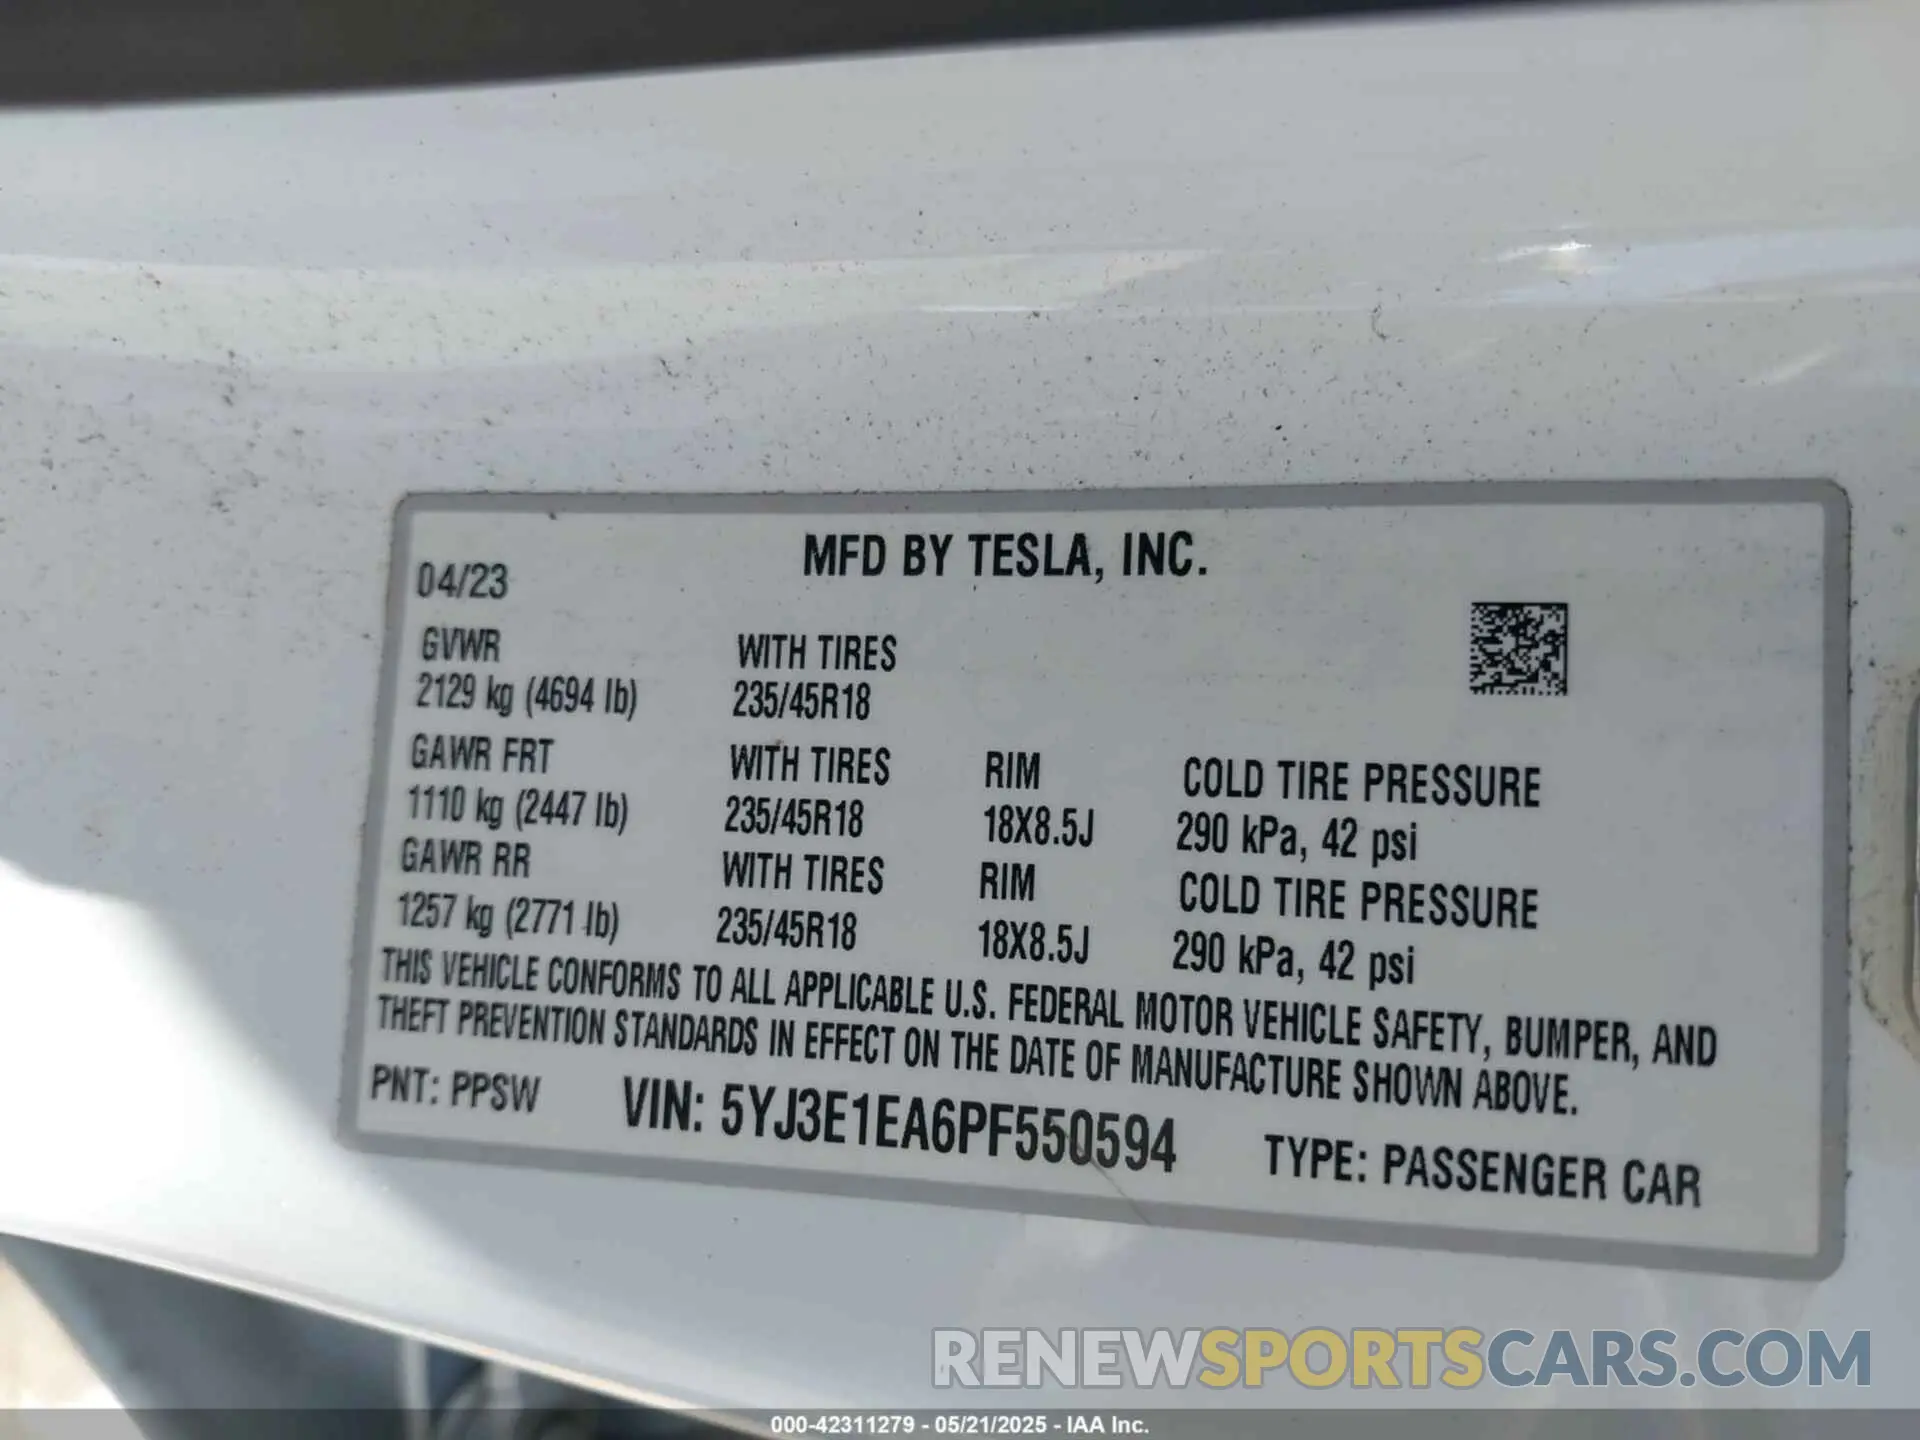 MFD BY TESLA, INC.
04/23
GVWR WITH TIRES
2129 kg (4694 lb) 235/45R18
GAWR FRT WITH TIRES RIM COLD TIRE PRESSURE
1110 kg (2447 lb) 235/45R18 18X8.5J 290 kPa, 42 psi
GAWR RR WITH TIRES RIM COLD TIRE PRESSURE
1257 kg (2771 lb) 235/45R18 18X8.5J 290 kPa, 42 psi
THIS VEHICLE CONFORMS TO ALL APPLICABLE U.S. FEDERAL MOTOR VEHICLE SAFETY, BUMPER, AND
THEFT PREVENTION STANDARDS IN EFFECT ON THE DATE OF MANUFACTURE SHOWN ABOVE.
PNT: PPSW VIN: 5YJ3E1EA6PF550594 TYPE: PASSENGER CAR
RENEWSPORTSCARS.COM
000-42311279 - 05/21/2025 - IAA Inc.